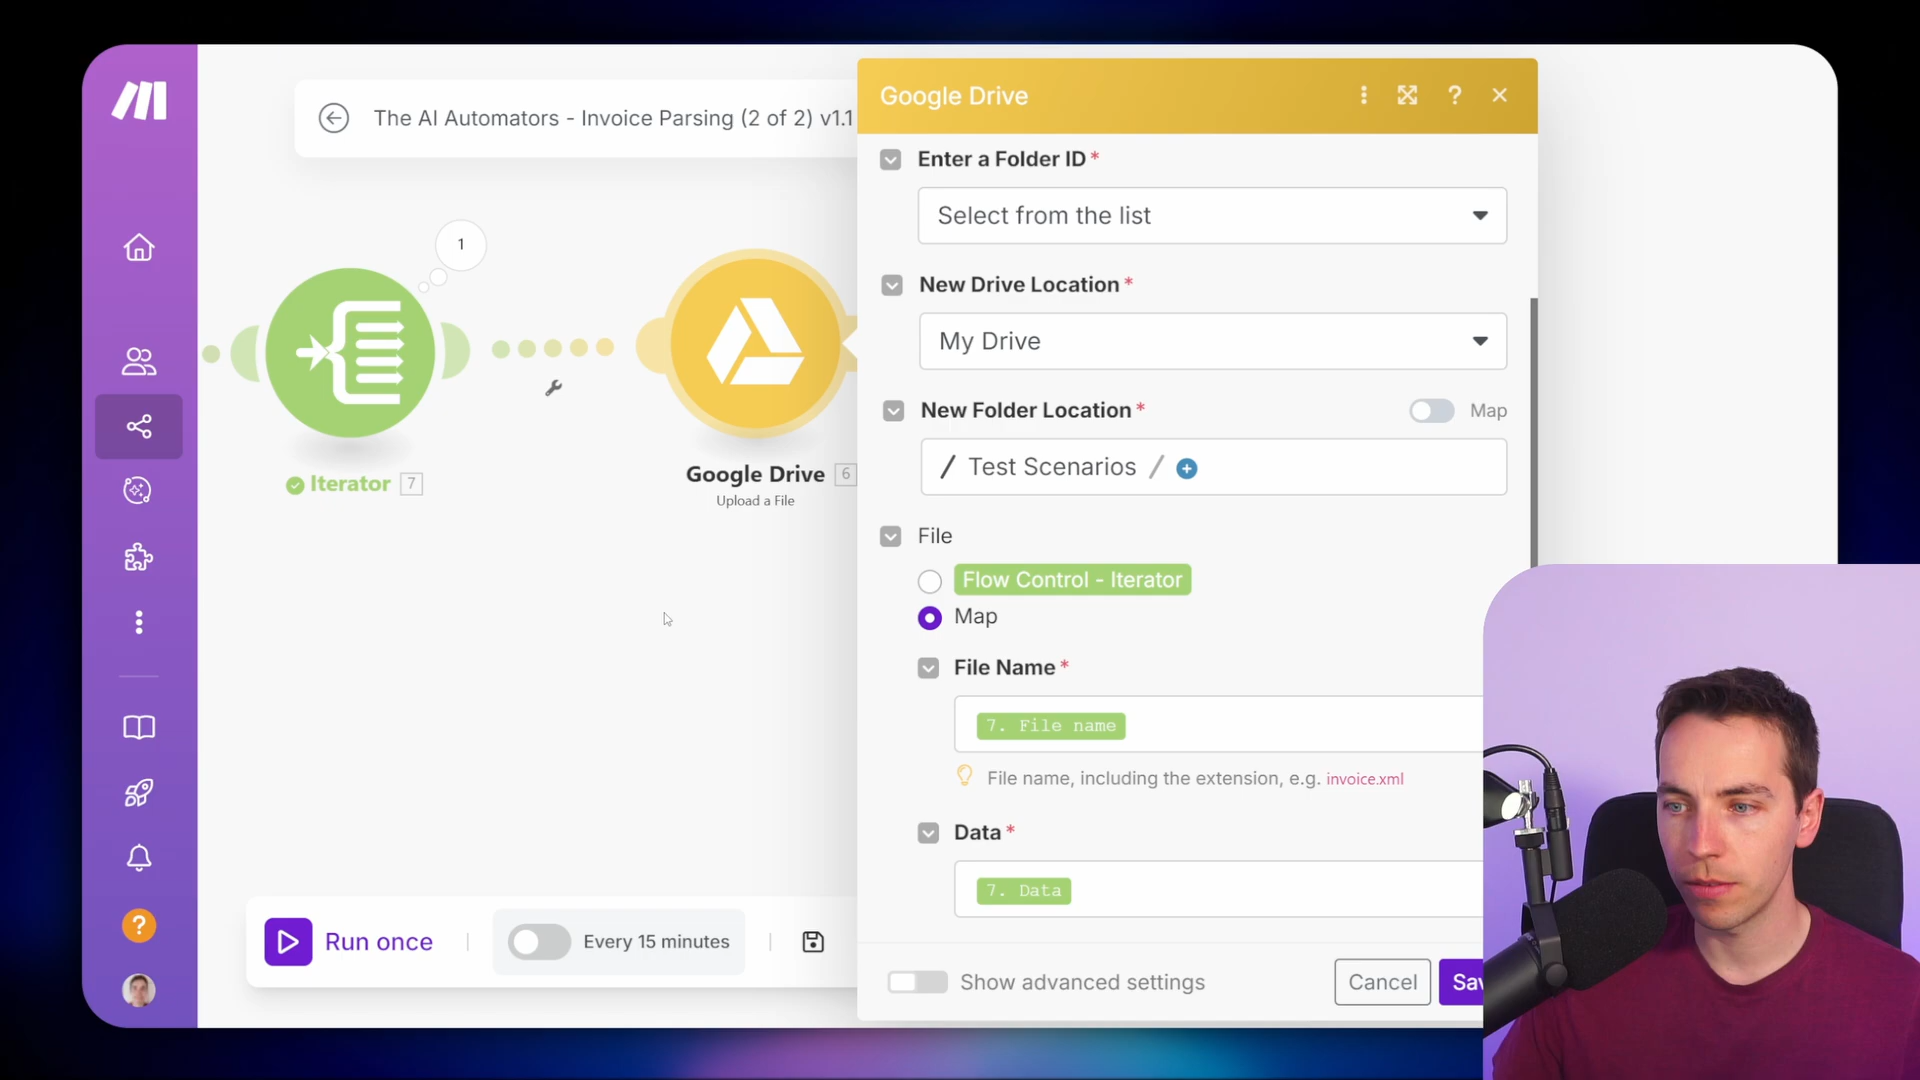 The AI Automators - Invoice Parsing (2 of 2) v1.1
1
Iterator 7
Google Drive 6
Upload a File
Run once
Every 15 minutes
Google Drive
Enter a Folder ID *
Select from the list
New Drive Location *
My Drive
New Folder Location *
Map
/ Test Scenarios /
File
Flow Control - Iterator
Map
File Name *
7. File name
File name, including the extension, e.g. invoice.xml
Data *
7. Data
Show advanced settings
Cancel